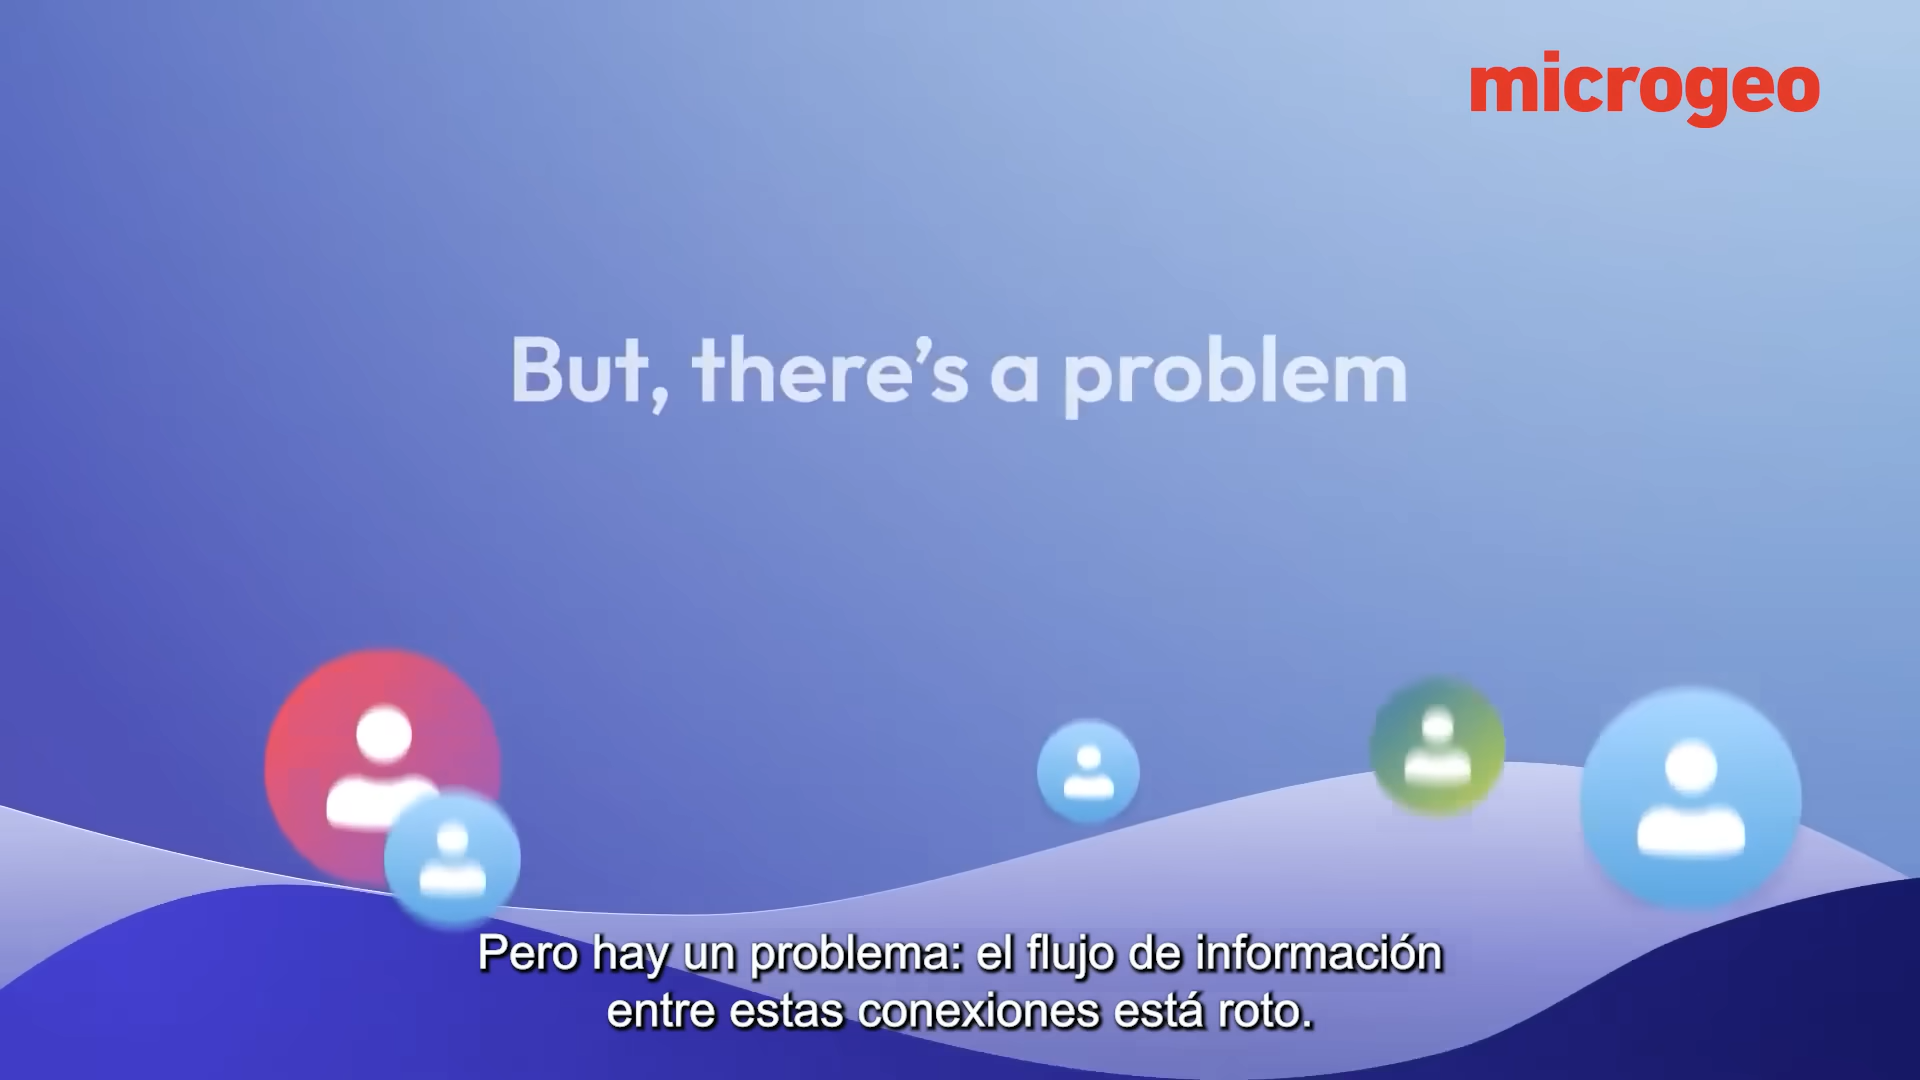 microgeo
But, there’s a problem
Pero hay un problema: el flujo de información
entre estas conexiones está roto.